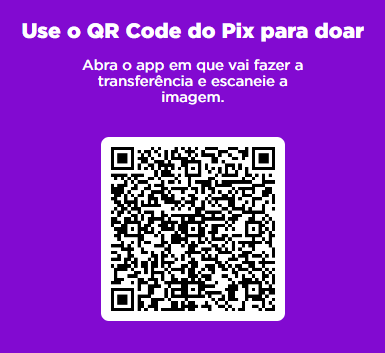 Use o QR Code do Pix para doar
Abra o app em que vai fazer a
transferência e escaneie a
imagem.